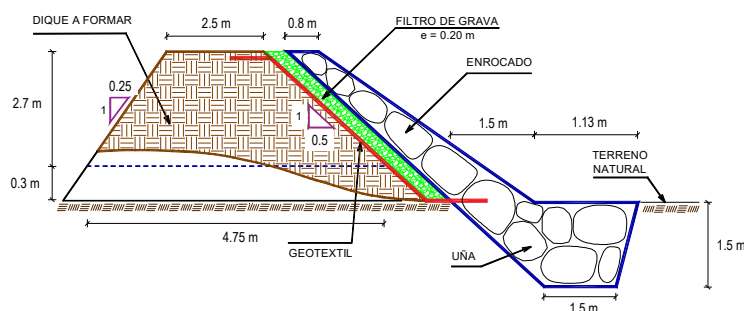 DIQUE A FORMAR
2.5 m
0.8 m
FILTRO DE GRAVA
e = 0.20 m
ENROCADO
2.7 m
0.25
1
1
0.5
1.5 m
1.13 m
TERRENO
NATURAL
0.3 m
4.75 m
GEOTEXTIL
UÑA
1.5 m
1.5 m